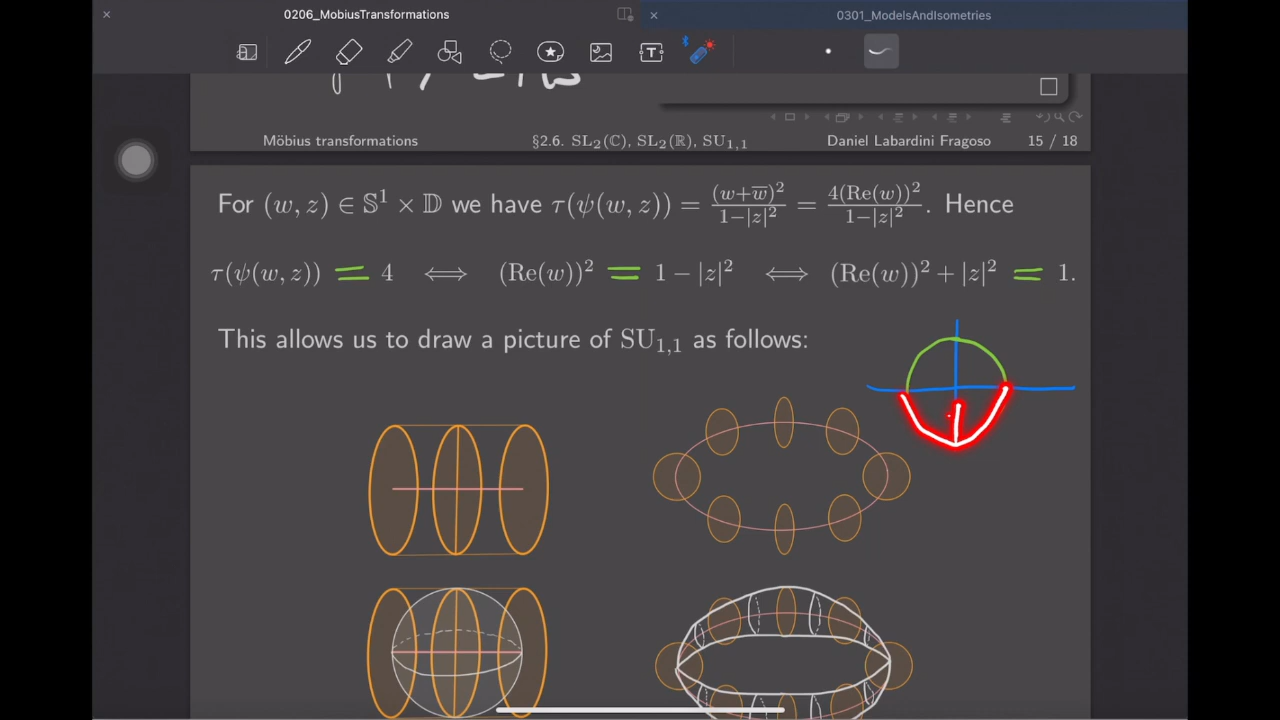 0206_MobiusTransformations
0301_ModelsAndIsometries
Möbius transformations §2.6. SL₂(ℂ), SL₂(ℝ), SU₁,₁ Daniel Labardini Fragoso 15 / 18
For (w, z) ∈ 𝕊¹ × 𝔻 we have τ(ψ(w, z)) = (w+w̅)²/(1−|z|²) = 4(Re(w))²/(1−|z|²). Hence
τ(ψ(w, z)) = 4 ⟺ (Re(w))² = 1 − |z|² ⟺ (Re(w))² + |z|² = 1.
This allows us to draw a picture of SU₁,₁ as follows: